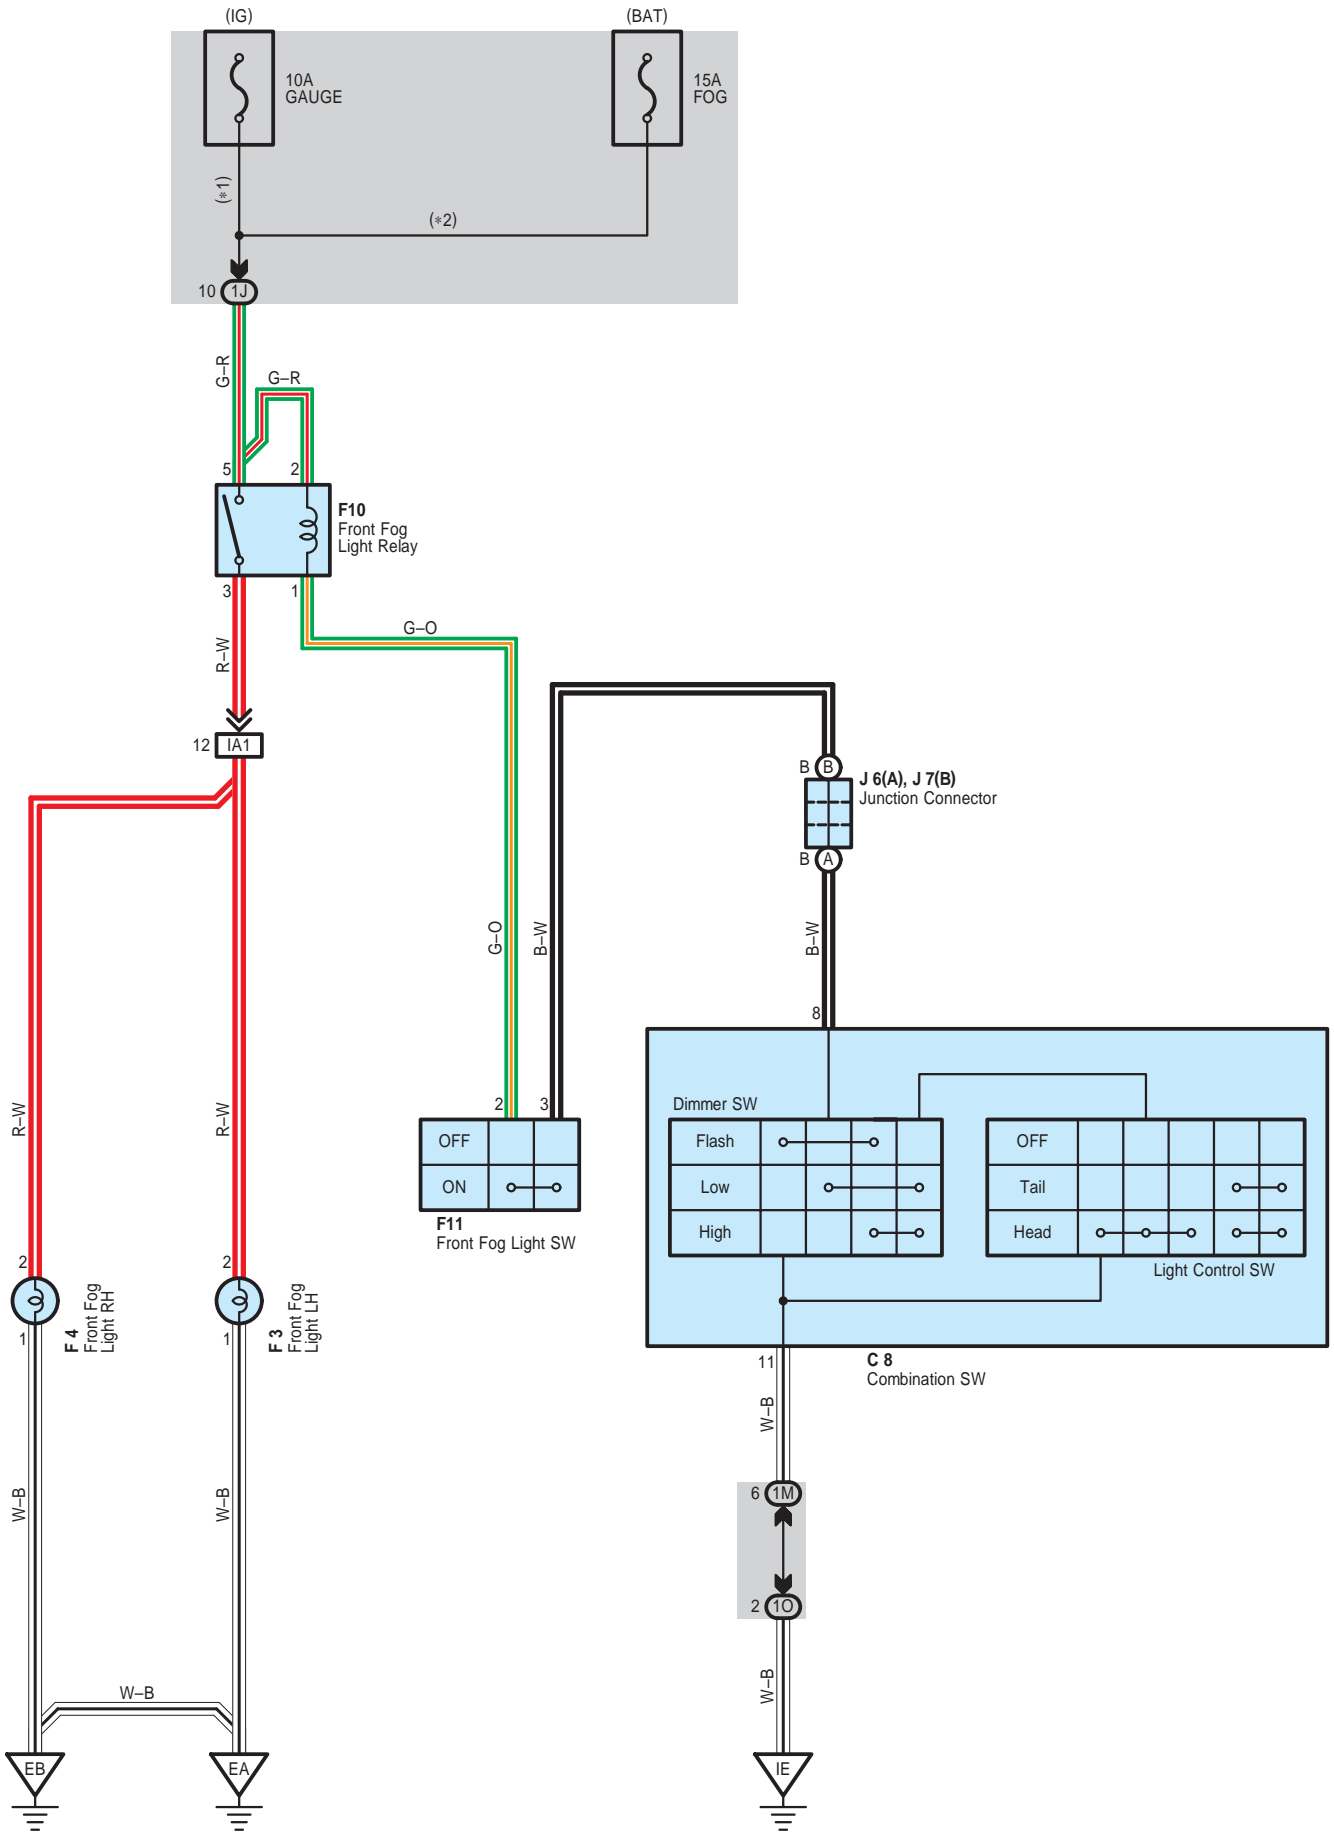 (IG)
(BAT)
10A
GAUGE
15A
FOG
(*1)
(*2)
10 1J
G–R
G–R
5
2
F10
Front Fog
Light Relay
3
1
R–W
G–O
12 IA1
B B
J 6(A), J 7(B)
Junction Connector
B A
G–O
B–W
B–W
8
R–W
R–W
2
3
Dimmer SW
OFF
ON
Flash
Low
High
OFF
Tail
Head
F11
Front Fog Light SW
Light Control SW
2
2
F 4
Front Fog
Light RH
F 3
Front Fog
Light LH
1
1
11
C 8
Combination SW
W–B
W–B
W–B
6 1M
2 1O
W–B
W–B
EB
EA
IE